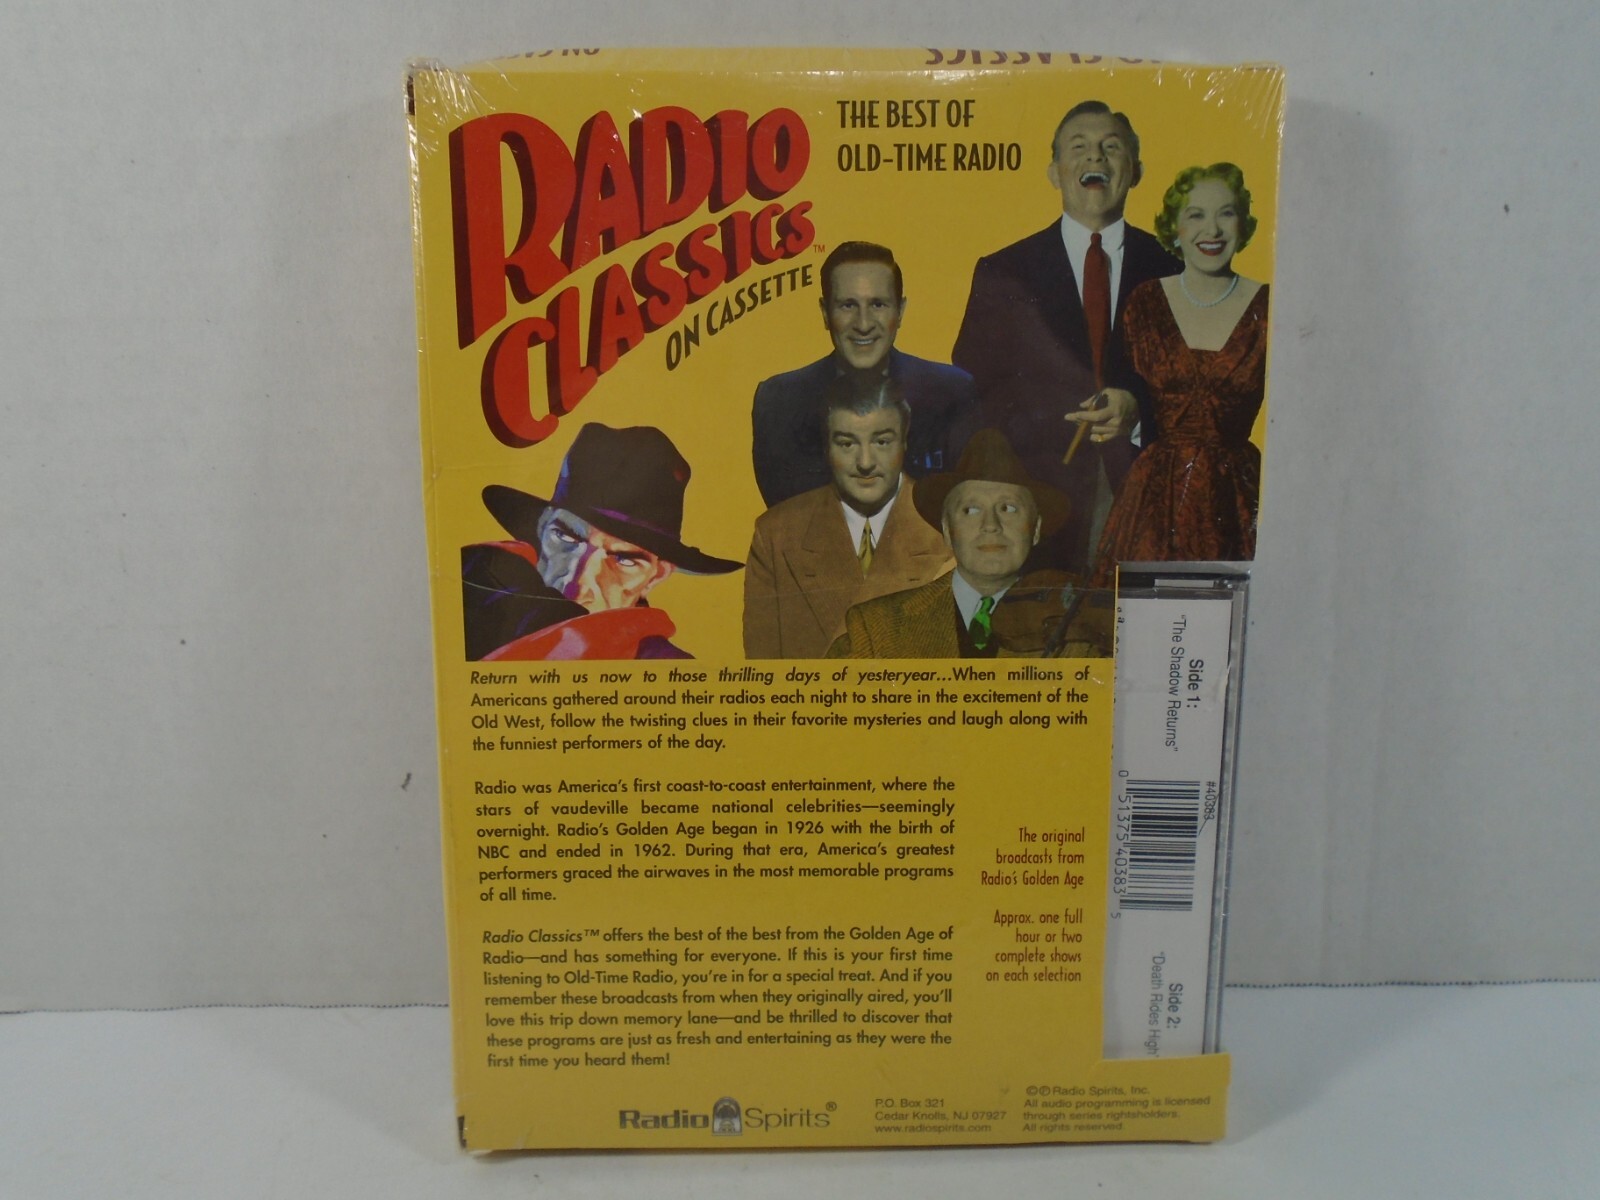 RADIO
CLASSICS™
ON CASSETTE
THE BEST OF
OLD-TIME RADIO
Return with us now to those thrilling days of yesteryear...When millions of
Americans gathered around their radios each night to share in the excitement of the
Old West, follow the twisting clues in their favorite mysteries and laugh along with
the funniest performers of the day.
Radio was America's first coast-to-coast entertainment, where the
stars of vaudeville became national celebrities—seemingly
overnight. Radio's Golden Age began in 1926 with the birth of
NBC and ended in 1962. During that era, America's greatest
performers graced the airwaves in the most memorable programs
of all time.
Radio Classics™ offers the best of the best from the Golden Age of
Radio—and has something for everyone. If this is your first time
listening to Old-Time Radio, you're in for a special treat. And if you
remember these broadcasts from when they originally aired, you'll
love this trip down memory lane—and be thrilled to discover that
these programs are just as fresh and entertaining as they were the
first time you heard them!
The original
broadcasts from
Radio's Golden Age
Approx. one full
hour or two
complete shows
on each selection
Side 1:
"The Shadow Returns"
#40383
0 51375 40383 5
Side 2:
"Death Rides High"
Radio Spirits®
P.O. Box 321
Cedar Knolls, NJ 07927
www.radiospirits.com
©℗ Radio Spirits, Inc.
All audio programming is licensed
through series rightsholders.
All rights reserved.